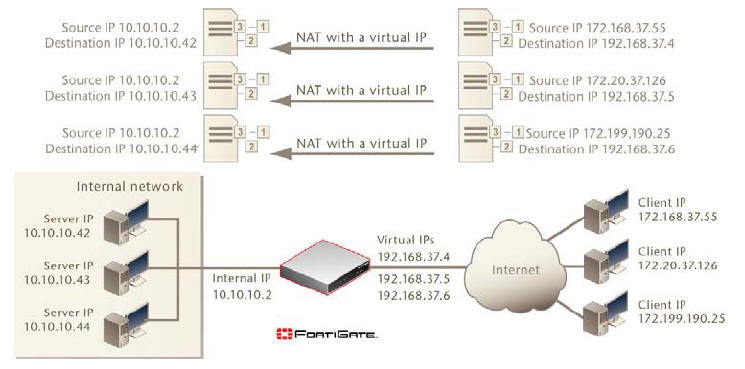 Source IP 10.10.10.2
Destination IP 10.10.10.42
3
1
2
NAT with a virtual IP
3
1
2
Source IP 172.168.37.55
Destination IP 192.168.37.4
Source IP 10.10.10.2
Destination IP 10.10.10.43
3
1
2
NAT with a virtual IP
3
1
2
Source IP 172.20.37.126
Destination IP 192.168.37.5
Source IP 10.10.10.2
Destination IP 10.10.10.44
3
1
2
NAT with a virtual IP
3
1
2
Source IP 172.199.190.25
Destination IP 192.168.37.6
Internal network
Server IP
10.10.10.42
Server IP
10.10.10.43
Server IP
10.10.10.44
Internal IP
10.10.10.2
Virtual IPs
192.168.37.4
192.168.37.5
192.168.37.6
FORTIGATE.
Internet
Client IP
172.168.37.55
Client IP
172.20.37.126
Client IP
172.199.190.25